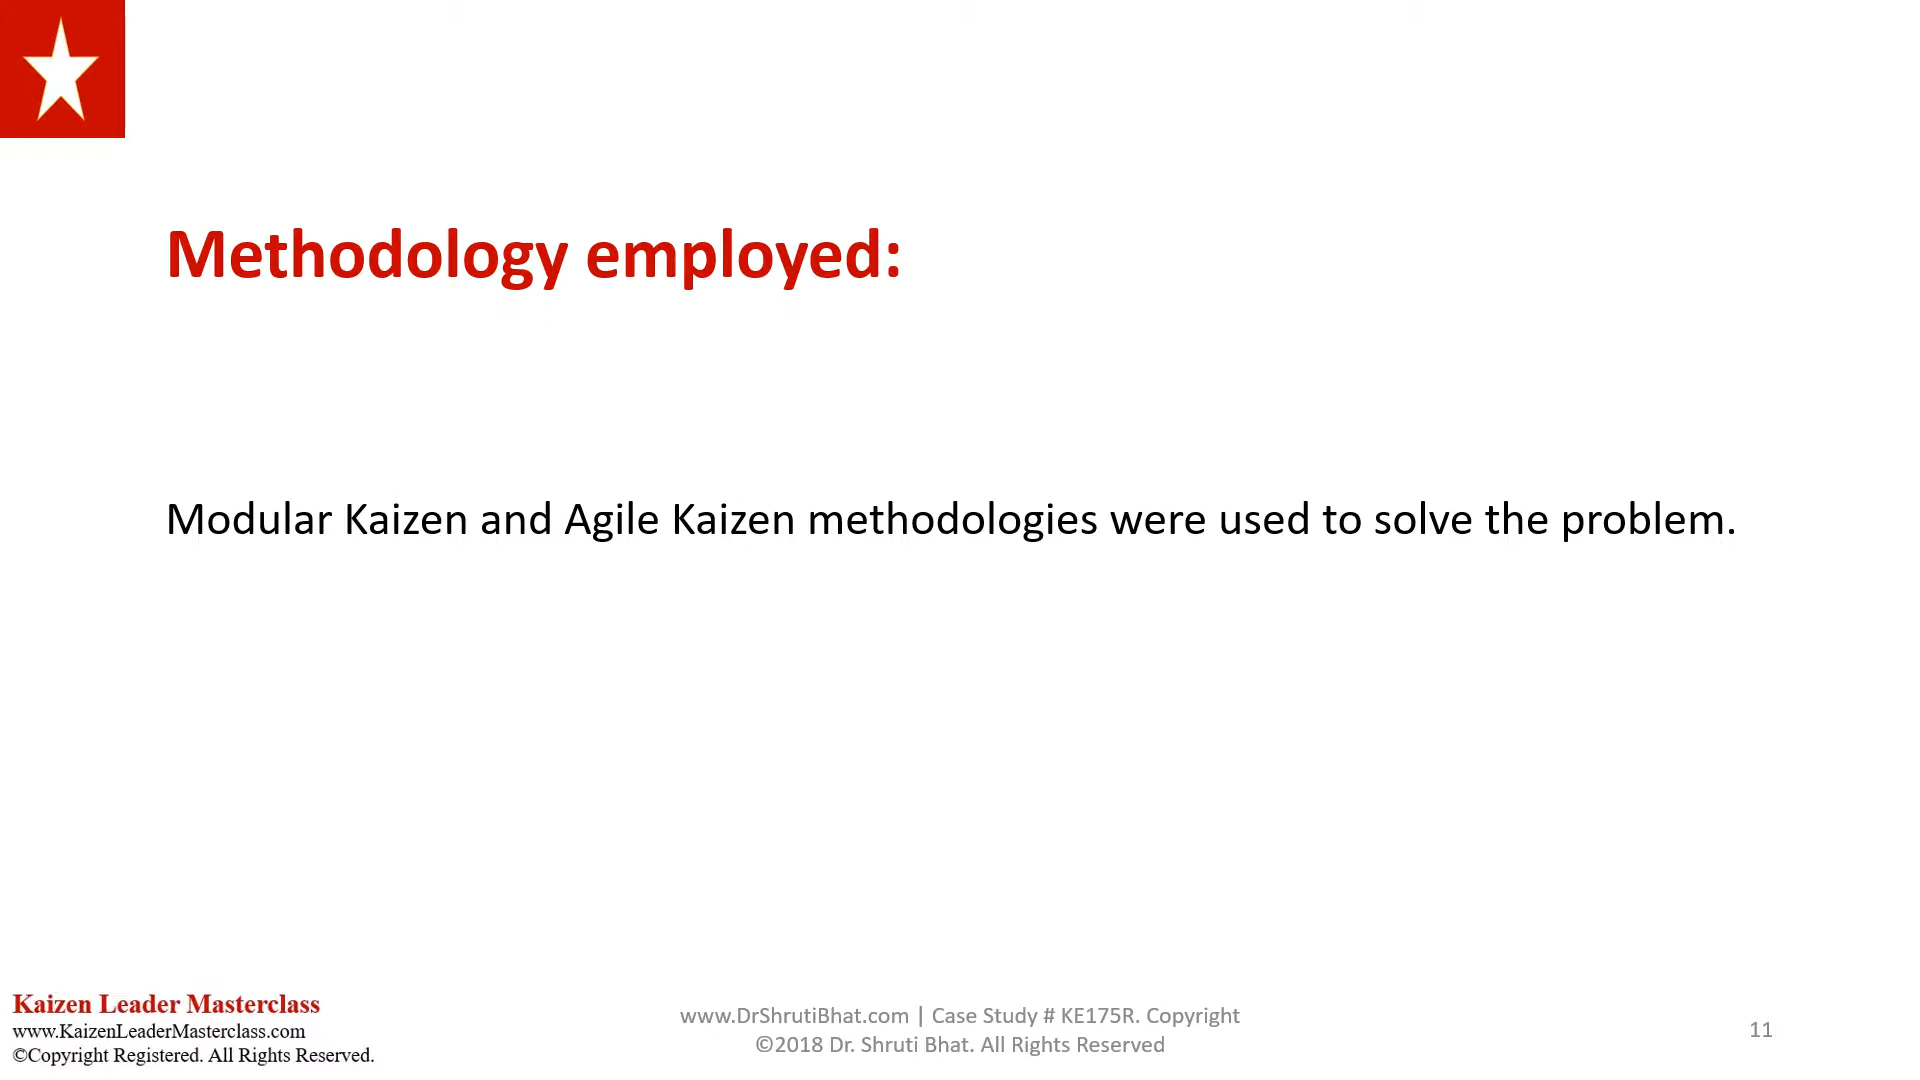 Methodology employed:
Modular Kaizen and Agile Kaizen methodologies were used to solve the problem.
Kaizen Leader Masterclass
www.KaizenLeaderMasterclass.com
©Copyright Registered. All Rights Reserved.
www.DrShrutiBhat.com | Case Study # KE175R. Copyright
©2018 Dr. Shruti Bhat. All Rights Reserved
11